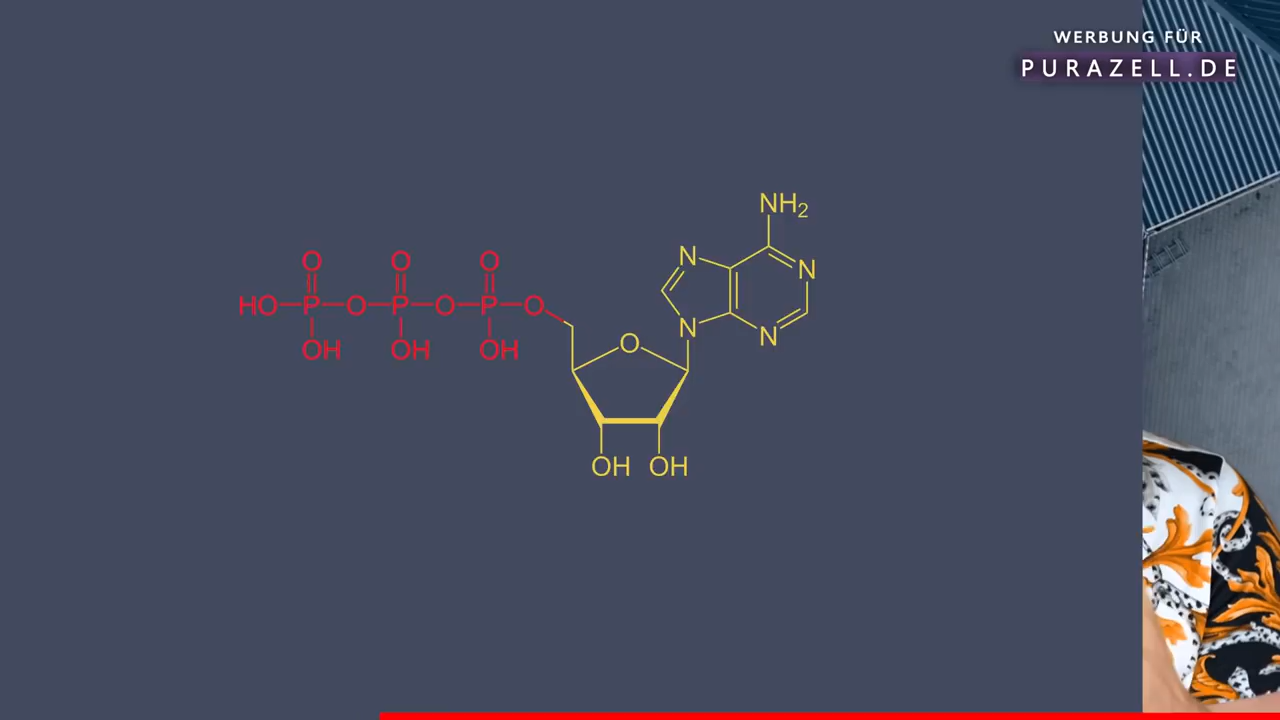 WERBUNG FÜR
PURAZELL.DE
NH2
N
N
N
N
O O O
HO P O P O P O
OH OH OH
O
OH OH